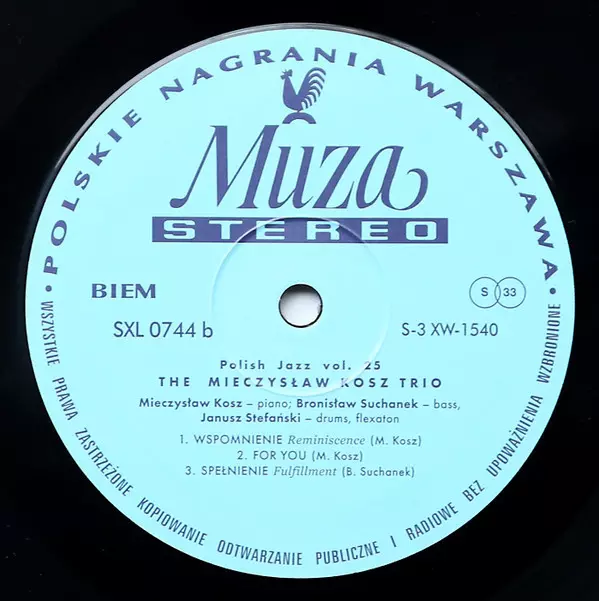 • POLSKIE NAGRANIA WARSZAWA •
Muza
STEREO
BIEM
S 33
SXL 0744 b
S-3 XW-1540
Polish Jazz vol. 25
THE MIECZYSŁAW KOSZ TRIO
Mieczysław Kosz – piano; Bronisław Suchanek – bass,
Janusz Stefański – drums, flexaton
1. WSPOMNIENIE Reminiscence (M. Kosz)
2. FOR YOU (M. Kosz)
3. SPEŁNIENIE Fulfillment (B. Suchanek)
WSZYSTKIE PRAWA ZASTRZEŻONE KOPIOWANIE ODTWARZANIE PUBLICZNE I RADIOWE BEZ UPOWAŻNIENIA WZBRONIONE